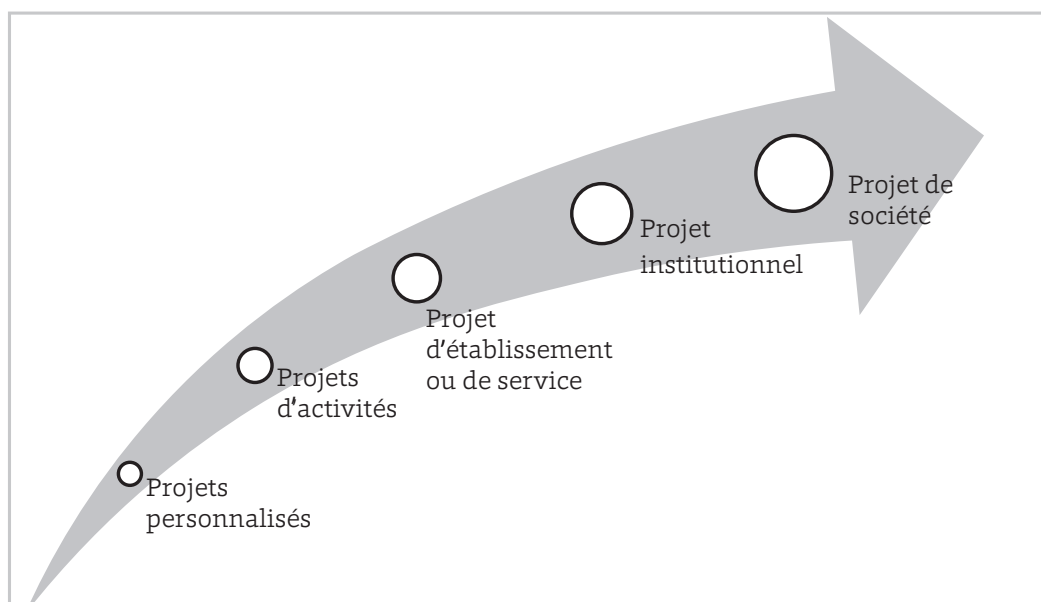 Projet de
société
Projet
institutionnel
Projet
d'établissement
ou de service
Projets
d'activités
Projets
personnalisés